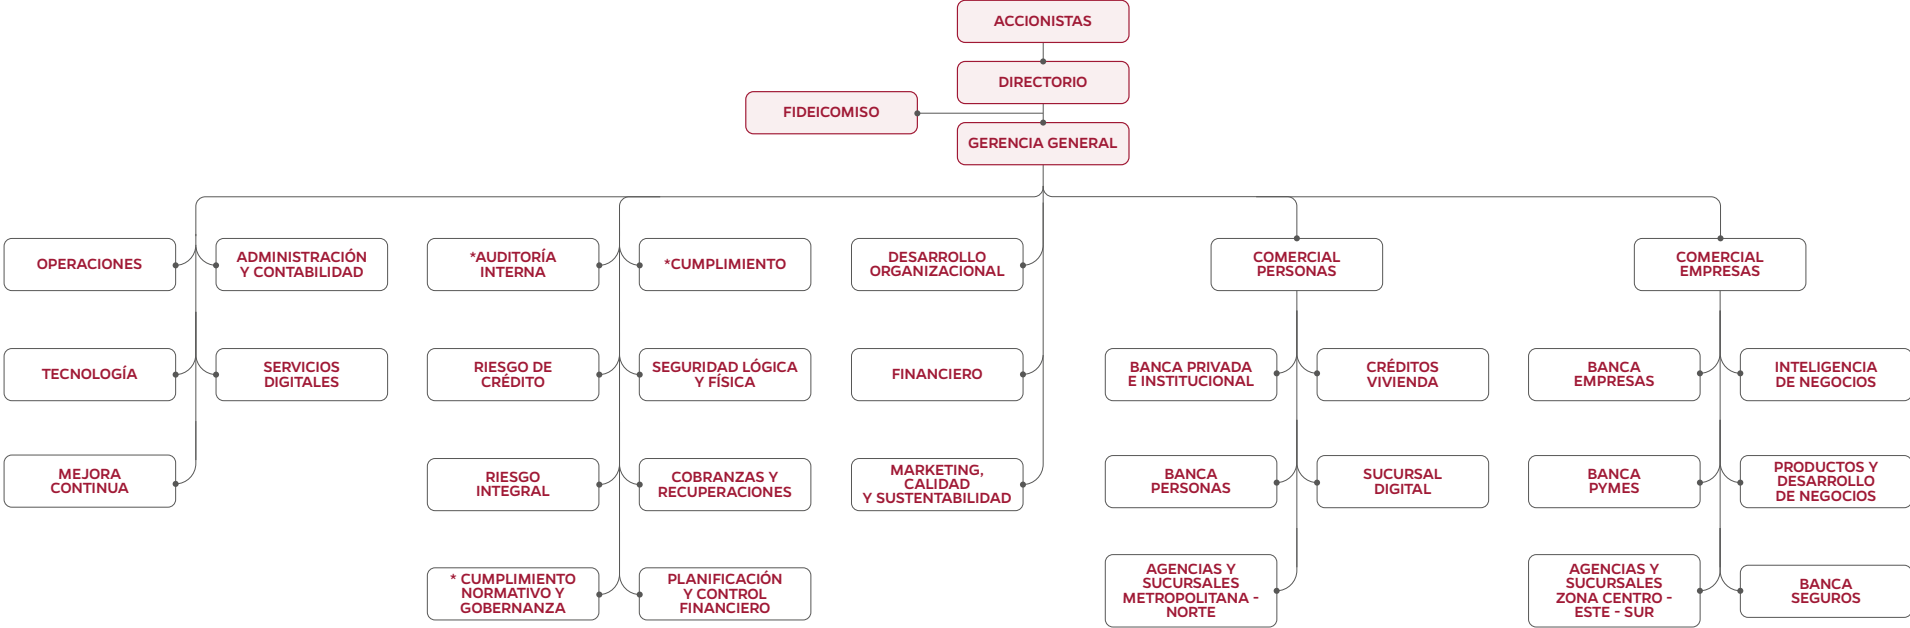 ACCIONISTAS
DIRECTORIO
FIDEICOMISO
GERENCIA GENERAL
OPERACIONES
ADMINISTRACIÓN
Y CONTABILIDAD
*AUDITORÍA
INTERNA
*CUMPLIMIENTO
DESARROLLO
ORGANIZACIONAL
COMERCIAL
PERSONAS
COMERCIAL
EMPRESAS
TECNOLOGÍA
SERVICIOS
DIGITALES
RIESGO DE
CRÉDITO
SEGURIDAD LÓGICA
Y FÍSICA
FINANCIERO
BANCA PRIVADA
E INSTITUCIONAL
CRÉDITOS
VIVIENDA
BANCA
EMPRESAS
INTELIGENCIA
DE NEGOCIOS
MEJORA
CONTINUA
RIESGO
INTEGRAL
COBRANZAS Y
RECUPERACIONES
MARKETING,
CALIDAD
Y SUSTENTABILIDAD
BANCA
PERSONAS
SUCURSAL
DIGITAL
BANCA
PYMES
PRODUCTOS Y
DESARROLLO
DE NEGOCIOS
* CUMPLIMIENTO
NORMATIVO Y
GOBERNANZA
PLANIFICACIÓN
Y CONTROL
FINANCIERO
AGENCIAS Y
SUCURSALES
METROPOLITANA -
NORTE
AGENCIAS Y
SUCURSALES
ZONA CENTRO -
ESTE - SUR
BANCA
SEGUROS